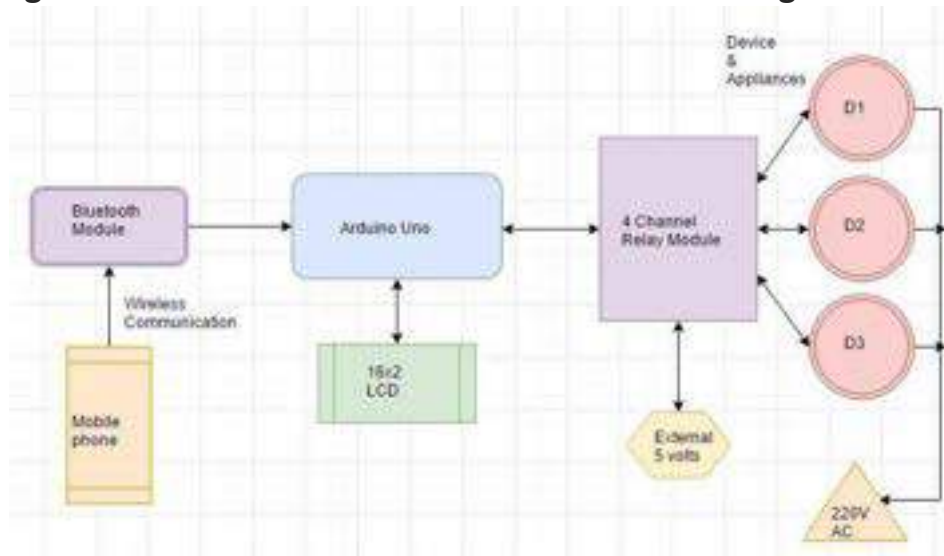 Device
&
Appliances
D1
Bluetooth
Module
Arduino Uno
4 Channel
Relay Module
D2
Wireless
Communication
16x2
LCD
D3
Mobile
phone
External
5 volts
220V
AC